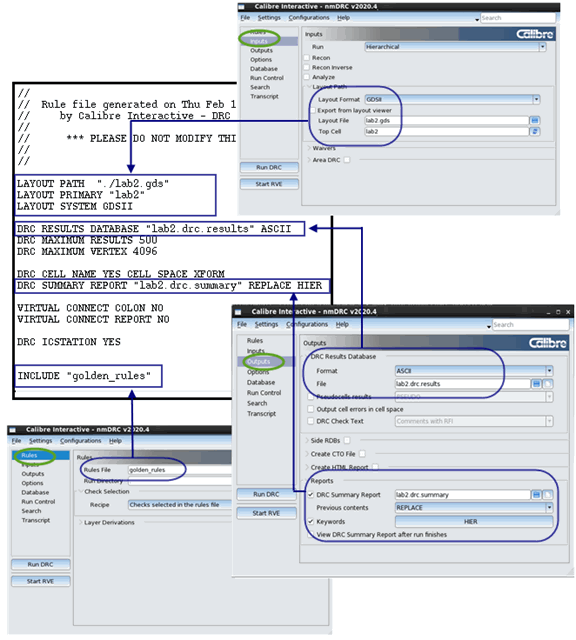 Calibre Interactive - nmDRC v2020.4
File Settings Configurations Help
Search
Rules
Inputs
Outputs
Options
Database
Run Control
Search
Transcript
Run DRC
Start RVE
Inputs
Calibre
Run Hierarchical
Recon
Recon Inverse
Analyze
Layout Path
Layout Format GDSII
Export from layout viewer
Layout File lab2.gds
Top Cell lab2
Waivers
Area DRC
//
// Rule file generated on Thu Feb 1
// by Calibre Interactive - DRC
//
// *** PLEASE DO NOT MODIFY THI
//
//
LAYOUT PATH "./lab2.gds"
LAYOUT PRIMARY "lab2"
LAYOUT SYSTEM GDSII
DRC RESULTS DATABASE "lab2.drc.results" ASCII
DRC MAXIMUM RESULTS 500
DRC MAXIMUM VERTEX 4096
DRC CELL NAME YES CELL SPACE XFORM
DRC SUMMARY REPORT "lab2.drc.summary" REPLACE HIER
VIRTUAL CONNECT COLON NO
VIRTUAL CONNECT REPORT NO
DRC ICSTATION YES
INCLUDE "golden_rules"
Calibre Interactive - nmDRC v2020.4
File Settings Configurations Help
Search
Rules
Inputs
Outputs
Options
Database
Run Control
Search
Transcript
Run DRC
Start RVE
Outputs
Calibre
DRC Results Database
Format ASCII
File lab2.drc.results
Pseudocells results PSEUDO
Output cell errors in cell space
DRC Check Text Comments with RFI
Side RDBs
Create CTO File
Create HTML Report
Reports
DRC Summary Report lab2.drc.summary
Previous contents REPLACE
Keywords HIER
View DRC Summary Report after run finishes
Calibre Interactive - nmDRC v2020.4
File Settings Configurations Help
Rules
Inputs
Outputs
Options
Database
Run Control
Search
Transcript
Run DRC
Start RVE
Rules
Rules File golden_rules
Run Directory
Check Selection
Recipe Checks selected in the rules file
Layer Derivations